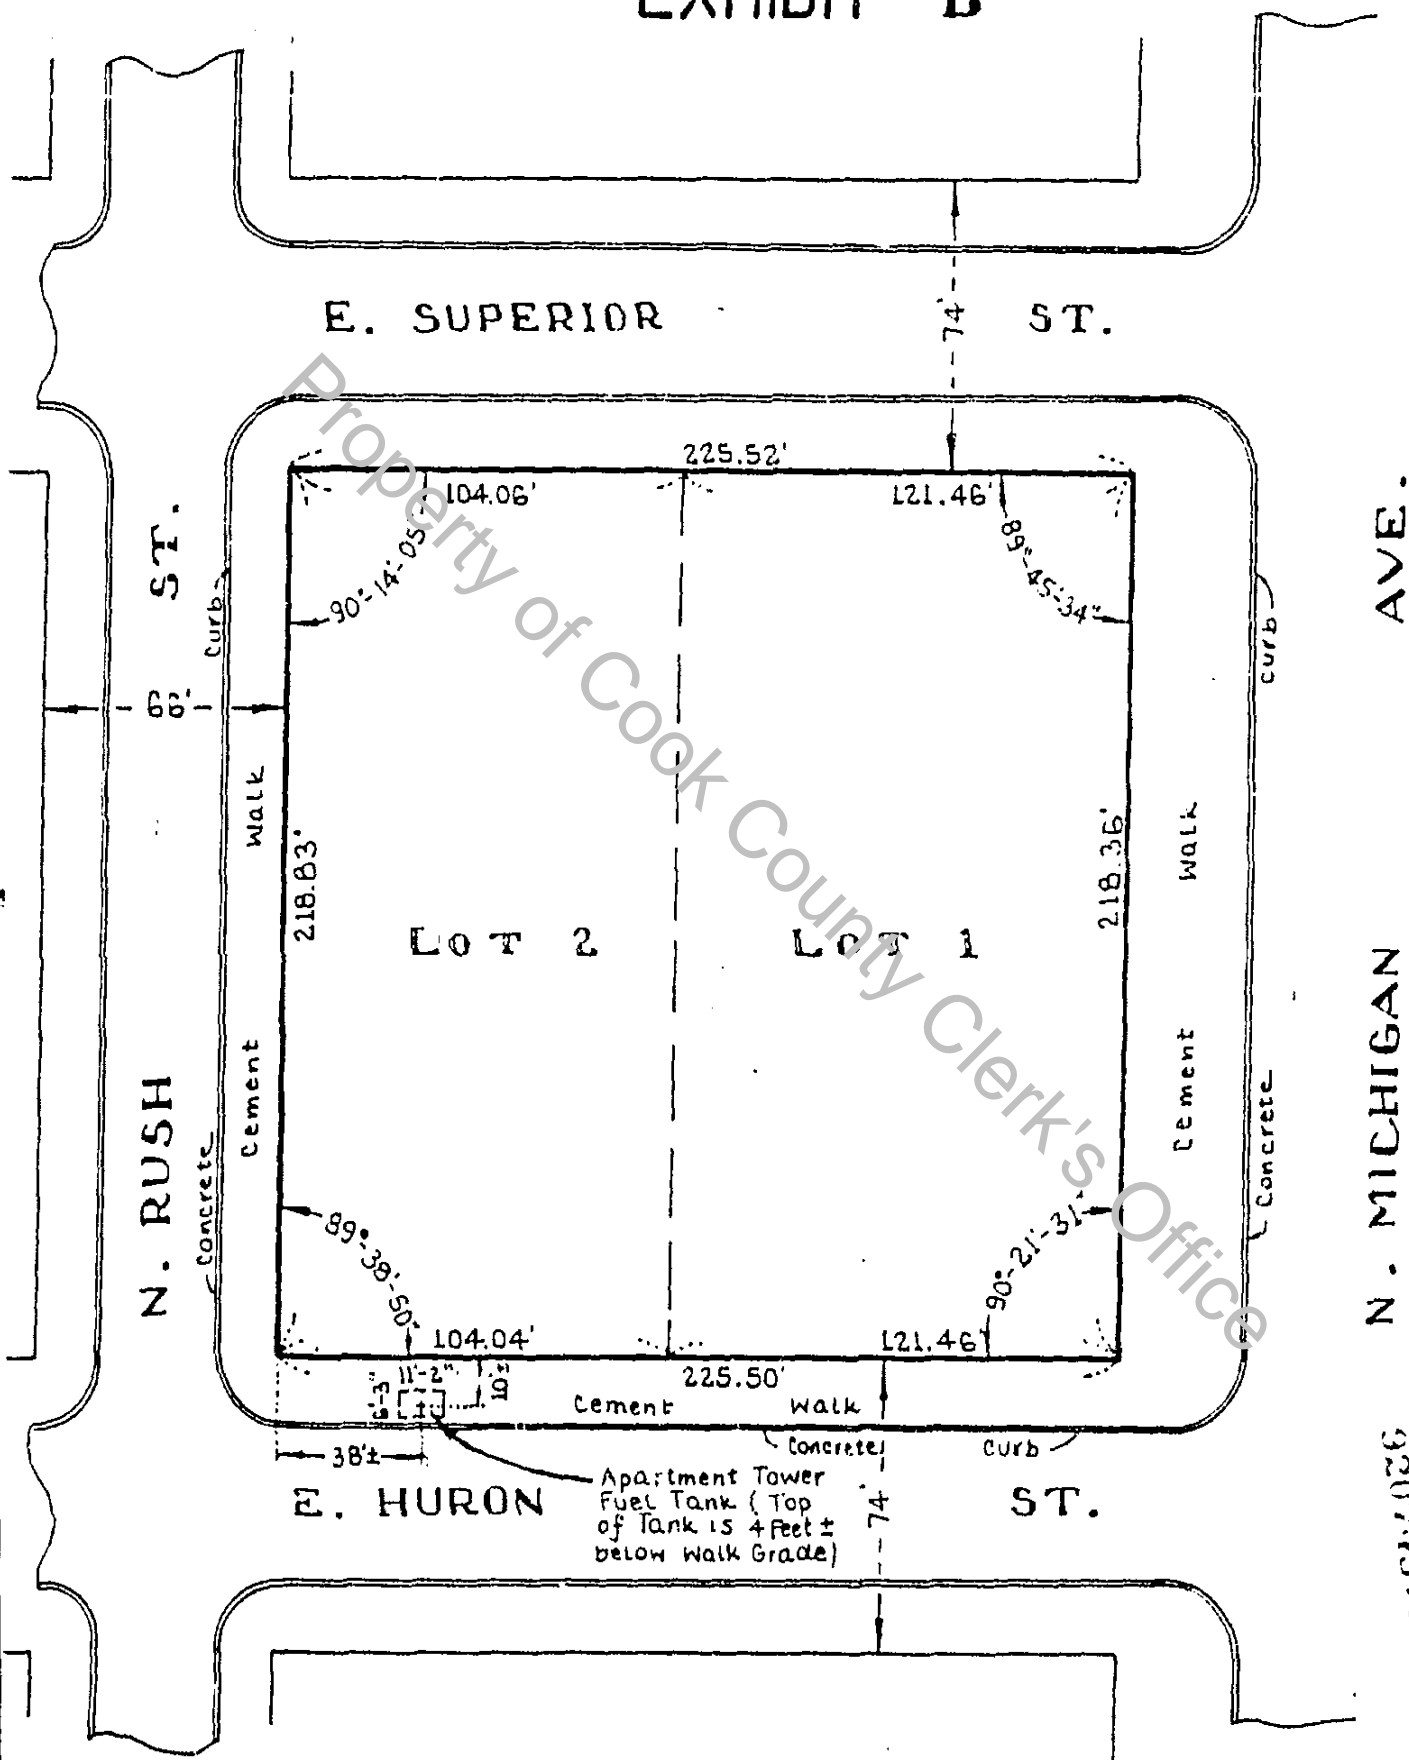 EXHIBIT B
E. SUPERIOR ST.
74'
225.52'
104.06' 121.46'
90°-14'-05"
89°-45'-34"
N. RUSH ST.
Curb
66'
Walk
218.83'
Cement
Concrete
LOT 2
LOT 1
218.36'
Walk
Cement
Curb
Concrete
N. MICHIGAN AVE.
89°-38'-50"
90°-21'-31"
104.04' 121.46'
11'-2"
225.50'
Cement Walk
Concrete Curb
38'±
E. HURON ST.
74'
Apartment Tower
Fuel Tank (Top
of Tank is 4 Feet ±
below Walk Grade)
Property of Cook County Clerk's Office